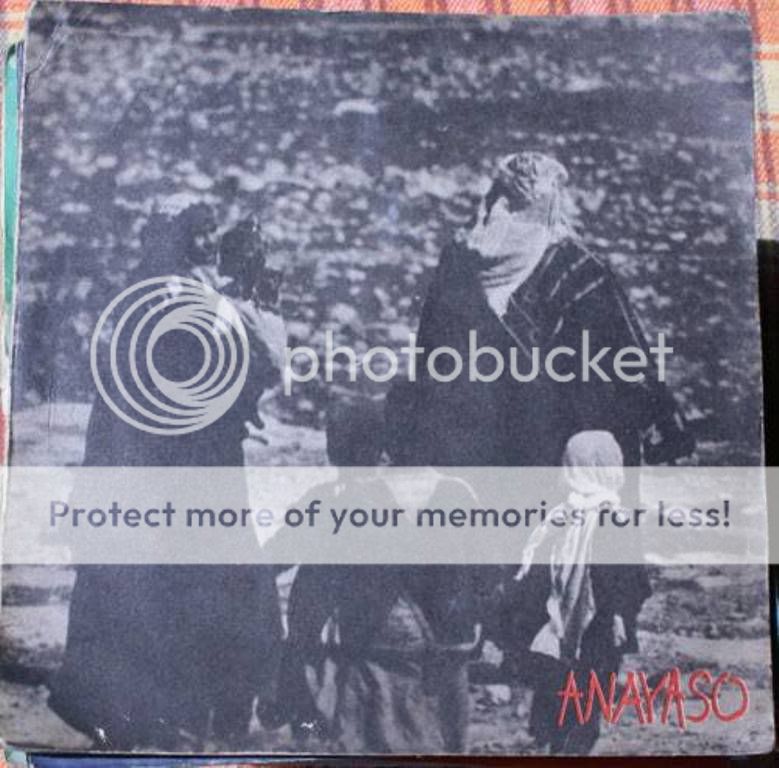 photobucket
Protect more of your memories for less!
ANAYASO